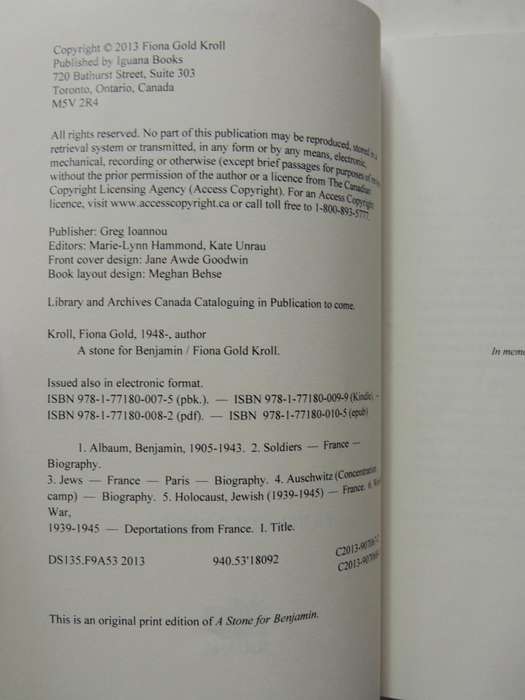 Copyright © 2013 Fiona Gold Kroll
Published by Iguana Books
720 Bathurst Street, Suite 303
Toronto, Ontario, Canada
M5V 2R4
All rights reserved. No part of this publication may be reproduced, stored in a
retrieval system or transmitted, in any form or by any means, electronic,
mechanical, recording or otherwise (except brief passages for purposes of
without the prior permission of the author or a licence from The Canadian
Copyright Licensing Agency (Access Copyright). For an Access Copyright
licence, visit www.accesscopyright.ca or call toll free to 1-800-893-5777.
Publisher: Greg Ioannou
Editors: Marie-Lynn Hammond, Kate Unrau
Front cover design: Jane Awde Goodwin
Book layout design: Meghan Behse
Library and Archives Canada Cataloguing in Publication to come.
Kroll, Fiona Gold, 1948-, author
A stone for Benjamin / Fiona Gold Kroll.
Issued also in electronic format.
ISBN 978-1-77180-007-5 (pbk.). — ISBN 978-1-77180-009-9 (Kindle). –
ISBN 978-1-77180-008-2 (pdf). — ISBN 978-1-77180-010-5 (epub)
1. Albaum, Benjamin, 1905-1943. 2. Soldiers — France —
Biography.
3. Jews — France — Paris — Biography. 4. Auschwitz (Concentration
camp) — Biography. 5. Holocaust, Jewish (1939-1945) — France. 6.
War,
1939-1945 — Deportations from France. I. Title.
DS135.F9A53 2013 940.53'18092
This is an original print edition of A Stone for Benjamin.
In mem